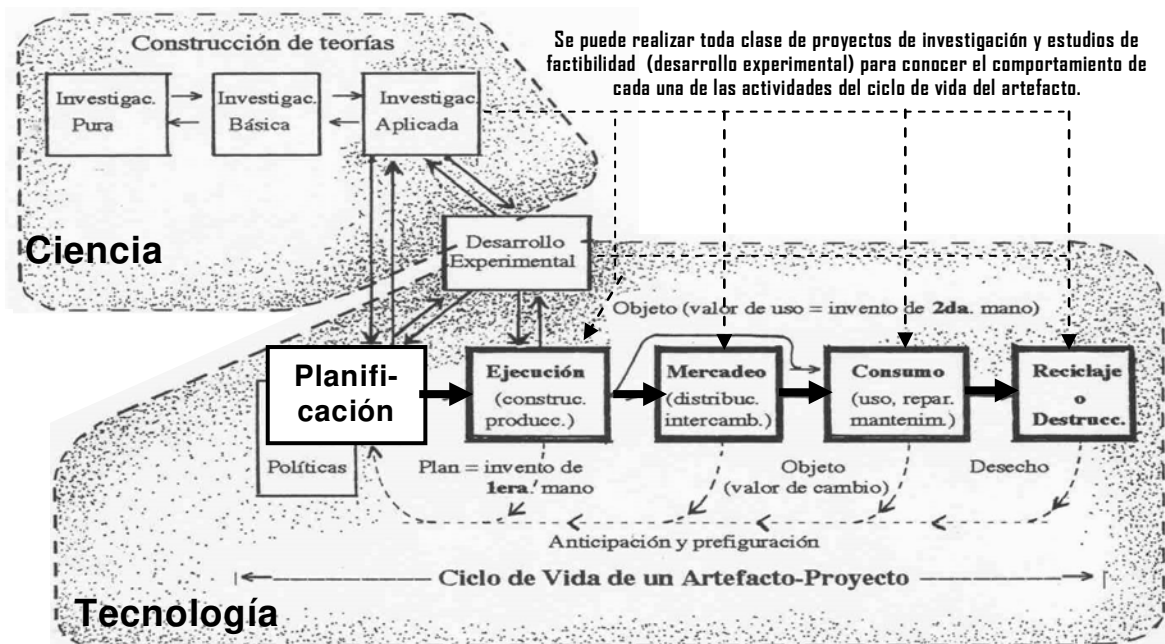 Construcción de teorías
Se puede realizar toda clase de proyectos de investigación y estudios de
factibilidad (desarrollo experimental) para conocer el comportamiento de
cada una de las actividades del ciclo de vida del artefacto.
Investigac.
Pura
Investigac.
Básica
Investigac.
Aplicada
Ciencia
Desarrollo
Experimental
Objeto (valor de uso = invento de 2da. mano)
Planifi-
cación
Políticas
Ejecución
(construc.
producc.)
Mercadeo
(distribuc.
intercamb.)
Consumo
(uso, repar.
mantenim.)
Reciclaje
o
Destrucc.
Plan = invento de
1era. mano
Objeto
(valor de cambio)
Desecho
Anticipación y prefiguración
Ciclo de Vida de un Artefacto-Proyecto
Tecnología